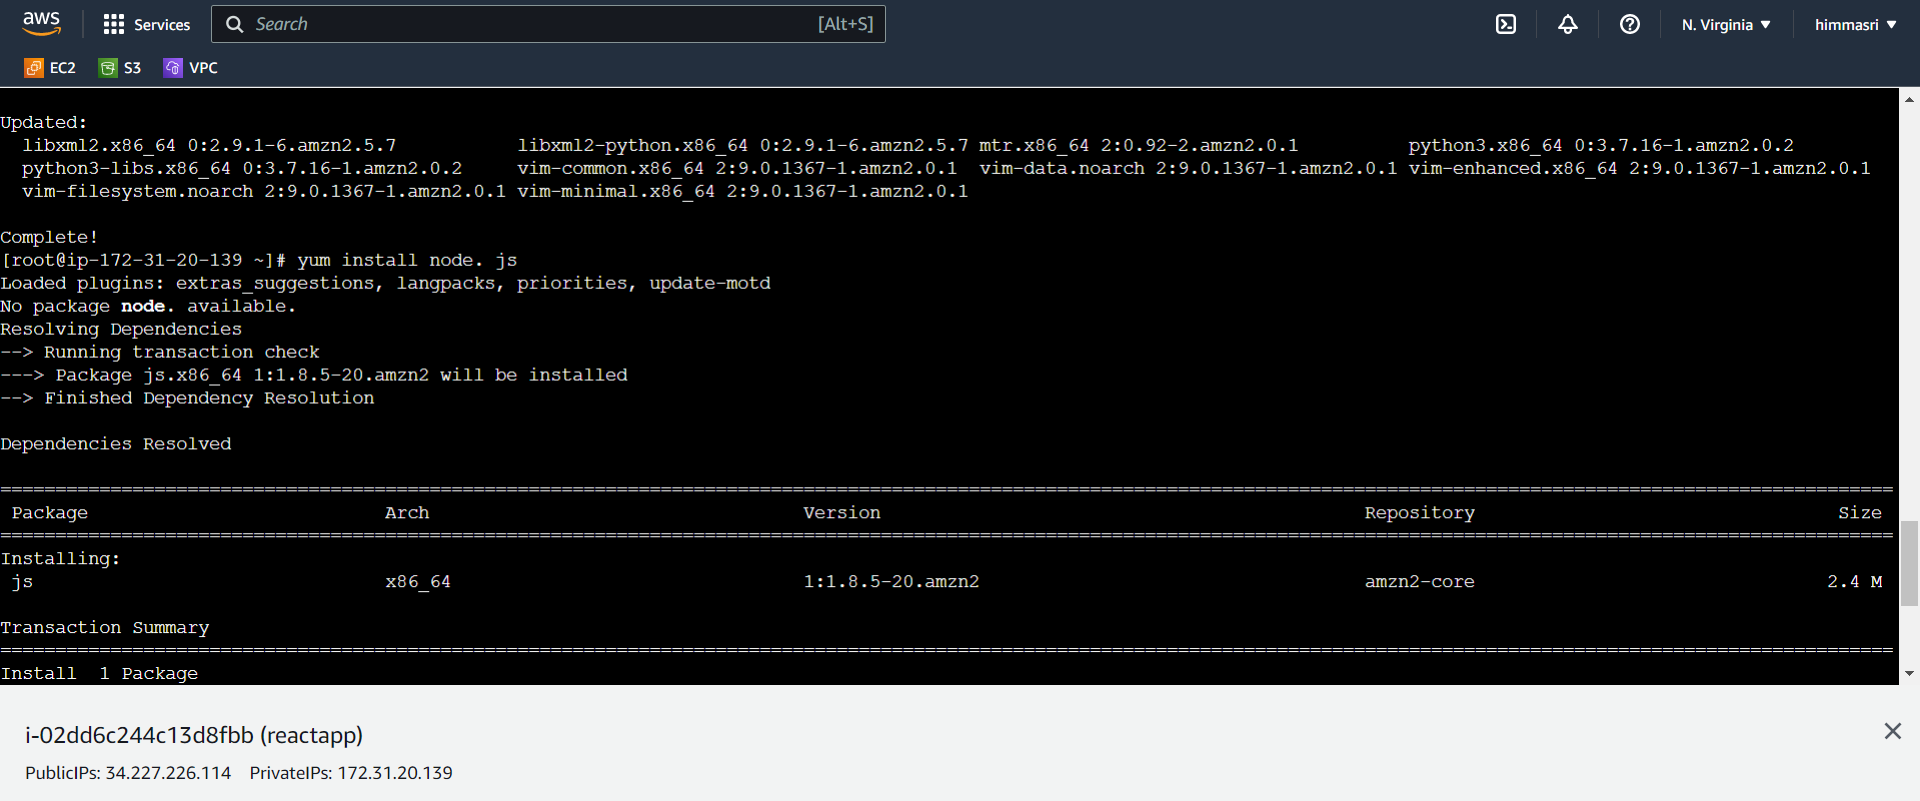 aws Services Search [Alt+S] N. Virginia himmasri
EC2 S3 VPC
Updated:
libxml2.x86_64 0:2.9.1-6.amzn2.5.7 libxml2-python.x86_64 0:2.9.1-6.amzn2.5.7 mtr.x86_64 2:0.92-2.amzn2.0.1 python3.x86_64 0:3.7.16-1.amzn2.0.2
python3-libs.x86_64 0:3.7.16-1.amzn2.0.2 vim-common.x86_64 2:9.0.1367-1.amzn2.0.1 vim-data.noarch 2:9.0.1367-1.amzn2.0.1 vim-enhanced.x86_64 2:9.0.1367-1.amzn2.0.1
vim-filesystem.noarch 2:9.0.1367-1.amzn2.0.1 vim-minimal.x86_64 2:9.0.1367-1.amzn2.0.1
Complete!
[root@ip-172-31-20-139 ~]# yum install node. js
Loaded plugins: extras_suggestions, langpacks, priorities, update-motd
No package node. available.
Resolving Dependencies
--> Running transaction check
---> Package js.x86_64 1:1.8.5-20.amzn2 will be installed
--> Finished Dependency Resolution
Dependencies Resolved
================================================================================
Package Arch Version Repository Size
================================================================================
Installing:
js x86_64 1:1.8.5-20.amzn2 amzn2-core 2.4 M
Transaction Summary
================================================================================
Install 1 Package
i-02dd6c244c13d8fbb (reactapp)
PublicIPs: 34.227.226.114 PrivateIPs: 172.31.20.139